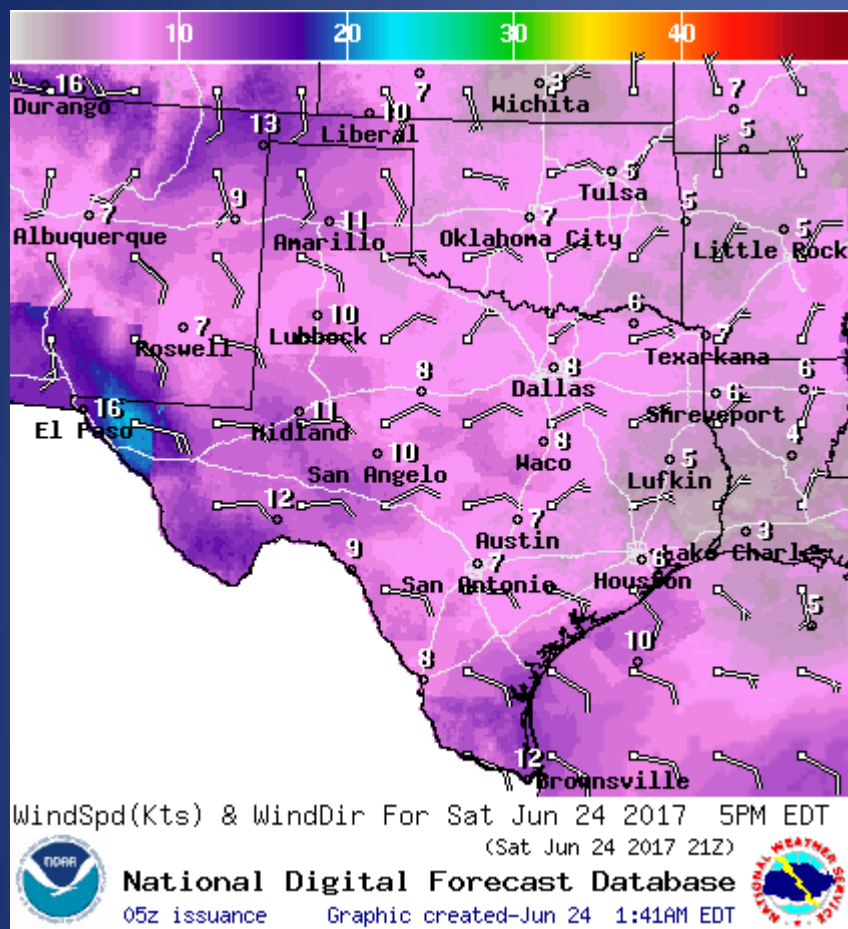 10 20 30 40
16 3
7 7
Durango Wichita
10
Liberal
13 5
5
Tulsa
7 9 11 7 5 5
Albuquerque Amarillo Oklahoma City Little Rock
10 6
7 Lubbock 7
Roswell Texarkana
8 8 6
Dallas
16 11 6
El Paso Midland Shreveport
10 8 5 4
San Angelo Waco Lufkin
12 7 3
Austin Lake Charles
9 7 6
San Antonio Houston
5
8 10
12
Brownsville
WindSpd(Kts) & WindDir For Sat Jun 24 2017 5PM EDT
(Sat Jun 24 2017 21Z)
National Digital Forecast Database
05z issuance Graphic created-Jun 24 1:41AM EDT
NOAA
NATIONAL WEATHER SERVICE